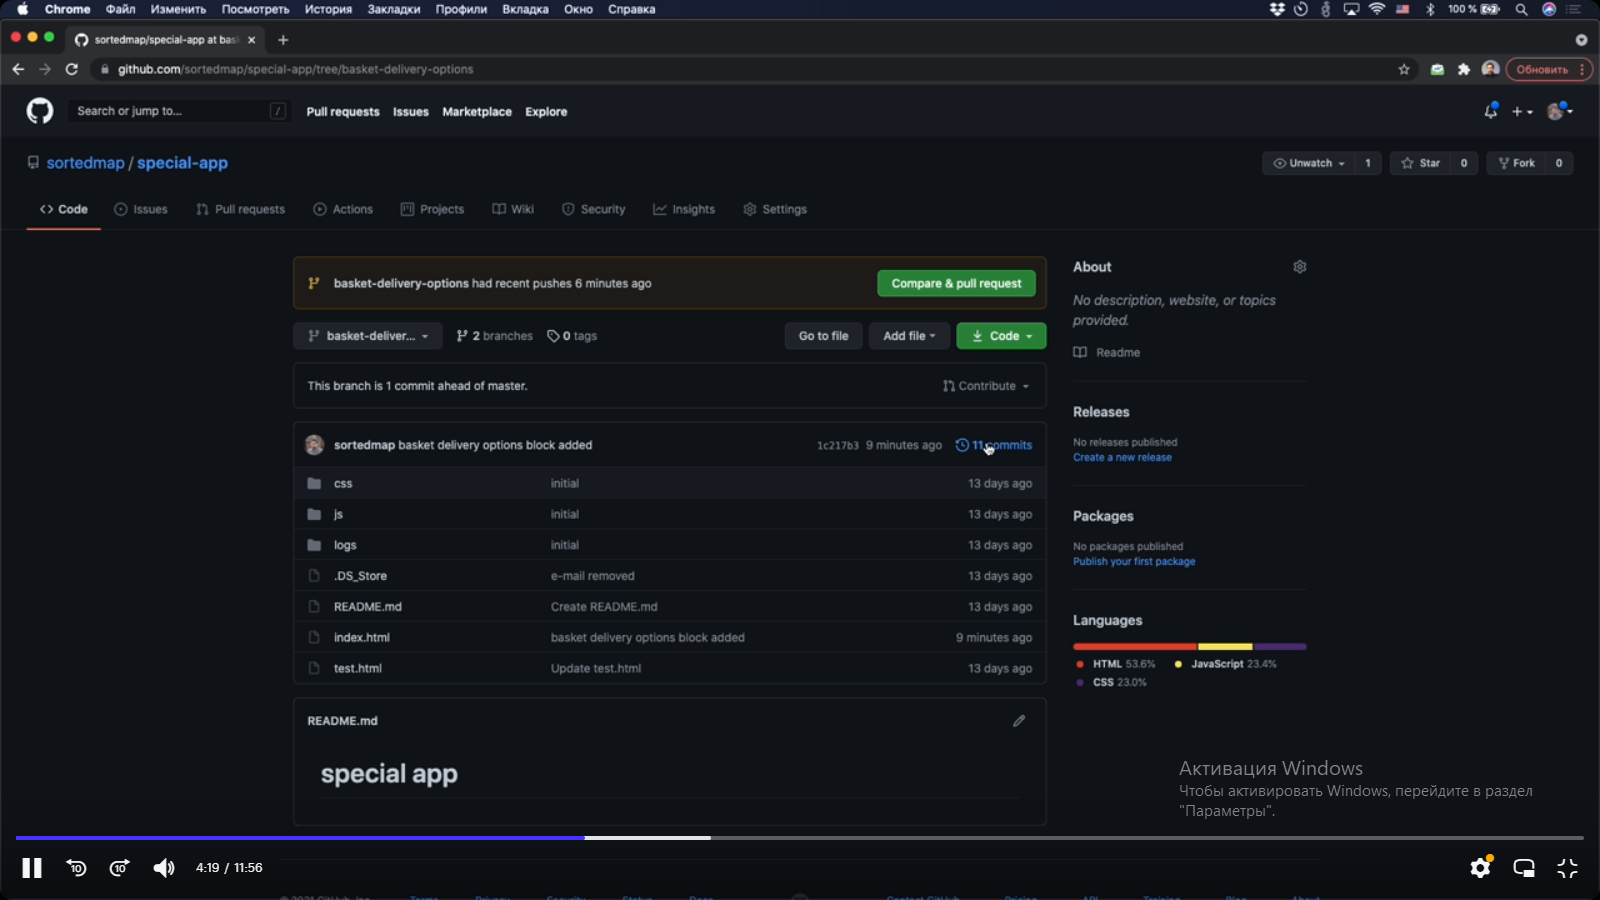 Chrome Файл Изменить Посмотреть История Закладки Профили Вкладка Окно Справка 100 %
sortedmap/special-app at bas
github.com/sortedmap/special-app/tree/basket-delivery-options Обновить
Search or jump to... / Pull requests Issues Marketplace Explore
sortedmap / special-app Unwatch 1 Star 0 Fork 0
Code Issues Pull requests Actions Projects Wiki Security Insights Settings
basket-delivery-options had recent pushes 6 minutes ago Compare & pull request
basket-deliver... 2 branches 0 tags Go to file Add file Code
This branch is 1 commit ahead of master. Contribute
sortedmap basket delivery options block added 1c217b3 9 minutes ago 11 commits
css initial 13 days ago
js initial 13 days ago
logs initial 13 days ago
.DS_Store e-mail removed 13 days ago
README.md Create README.md 13 days ago
index.html basket delivery options block added 9 minutes ago
test.html Update test.html 13 days ago
README.md
special app
About
No description, website, or topics
provided.
Readme
Releases
No releases published
Create a new release
Packages
No packages published
Publish your first package
Languages
HTML 53.6% JavaScript 23.4%
CSS 23.0%
Активация Windows
Чтобы активировать Windows, перейдите в раздел
"Параметры".
10 10 4:19 / 11:56